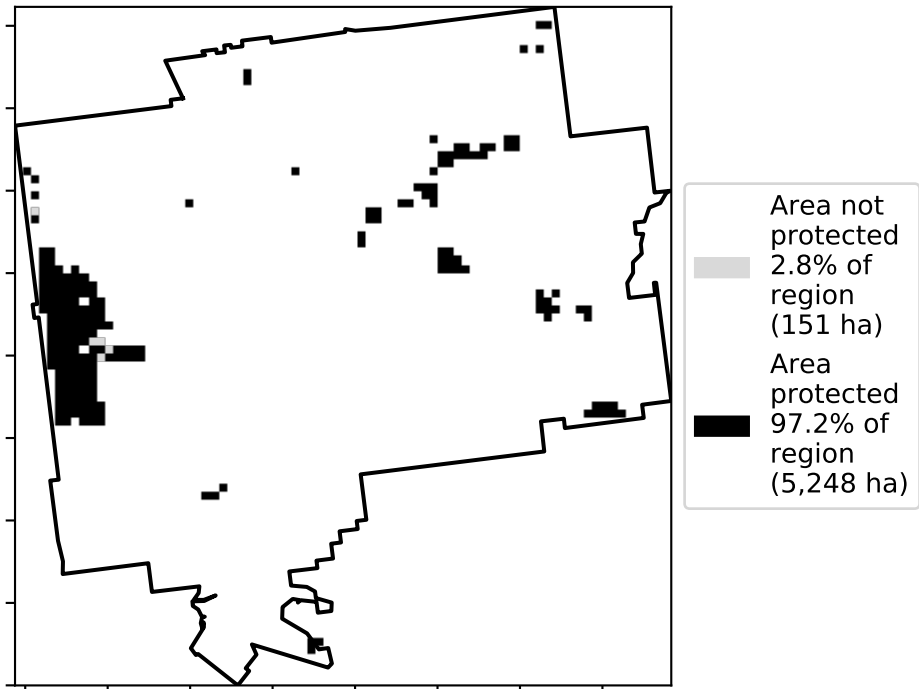 Area not
protected
2.8% of
region
(151 ha)
Area
protected
97.2% of
region
(5,248 ha)